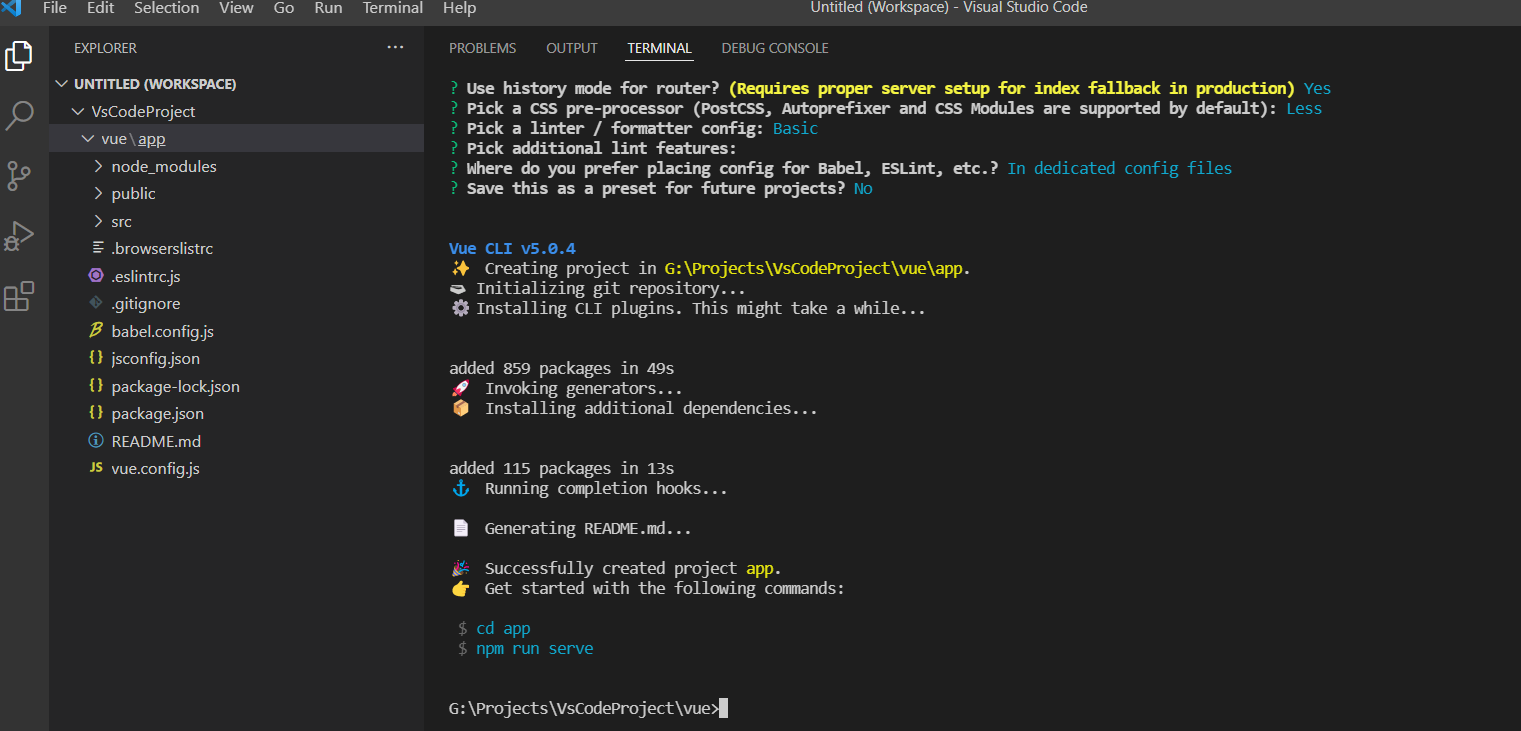 File Edit Selection View Go Run Terminal Help
Untitled (Workspace) - Visual Studio Code
EXPLORER
UNTITLED (WORKSPACE)
VsCodeProject
vue\app
node_modules
public
src
.browserslistrc
.eslintrc.js
.gitignore
babel.config.js
{} jsconfig.json
{} package-lock.json
{} package.json
README.md
JS vue.config.js
PROBLEMS OUTPUT TERMINAL DEBUG CONSOLE
? Use history mode for router? (Requires proper server setup for index fallback in production) Yes
? Pick a CSS pre-processor (PostCSS, Autoprefixer and CSS Modules are supported by default): Less
? Pick a linter / formatter config: Basic
? Pick additional lint features:
? Where do you prefer placing config for Babel, ESLint, etc.? In dedicated config files
? Save this as a preset for future projects? No
Vue CLI v5.0.4
✨ Creating project in G:\Projects\VsCodeProject\vue\app.
Initializing git repository...
⚙️ Installing CLI plugins. This might take a while...
added 859 packages in 49s
🚀 Invoking generators...
📦 Installing additional dependencies...
added 115 packages in 13s
⚓ Running completion hooks...
📄 Generating README.md...
🎉 Successfully created project app.
👉 Get started with the following commands:
$ cd app
$ npm run serve
G:\Projects\VsCodeProject\vue>